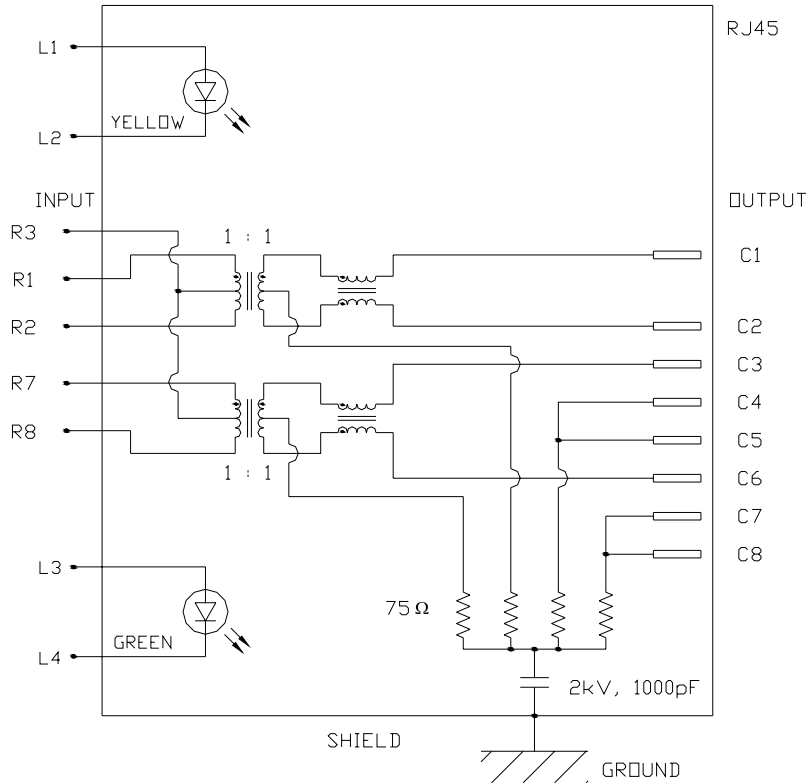 RJ45
L1
YELLOW
L2
INPUT
OUTPUT
R3
1 : 1
C1
R1
R2
C2
C3
R7
C4
R8
C5
1 : 1
C6
C7
C8
L3
75 Ω
GREEN
L4
2kV, 1000pF
SHIELD
GROUND